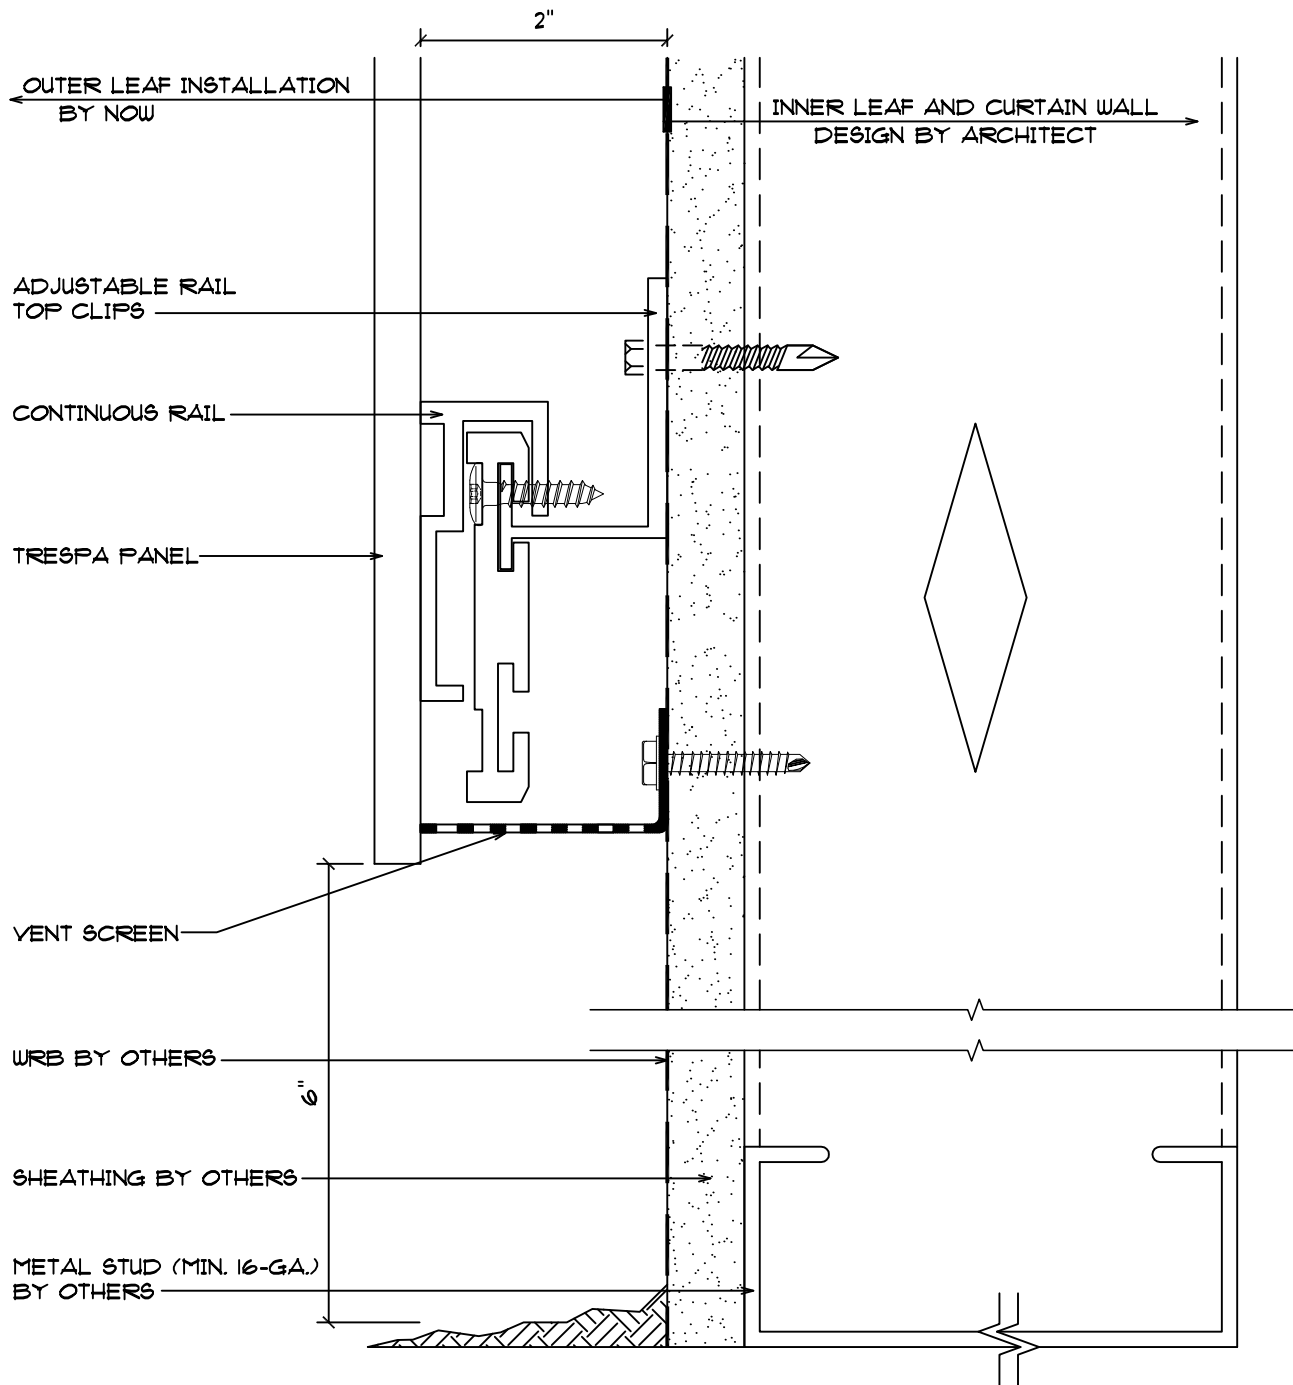 2"
OUTER LEAF INSTALLATION
BY NOW
INNER LEAF AND CURTAIN WALL
DESIGN BY ARCHITECT
ADJUSTABLE RAIL
TOP CLIPS
CONTINUOUS RAIL
TRESPA PANEL
VENT SCREEN
WRB BY OTHERS
6"
SHEATHING BY OTHERS
METAL STUD (MIN. 16-GA.)
BY OTHERS